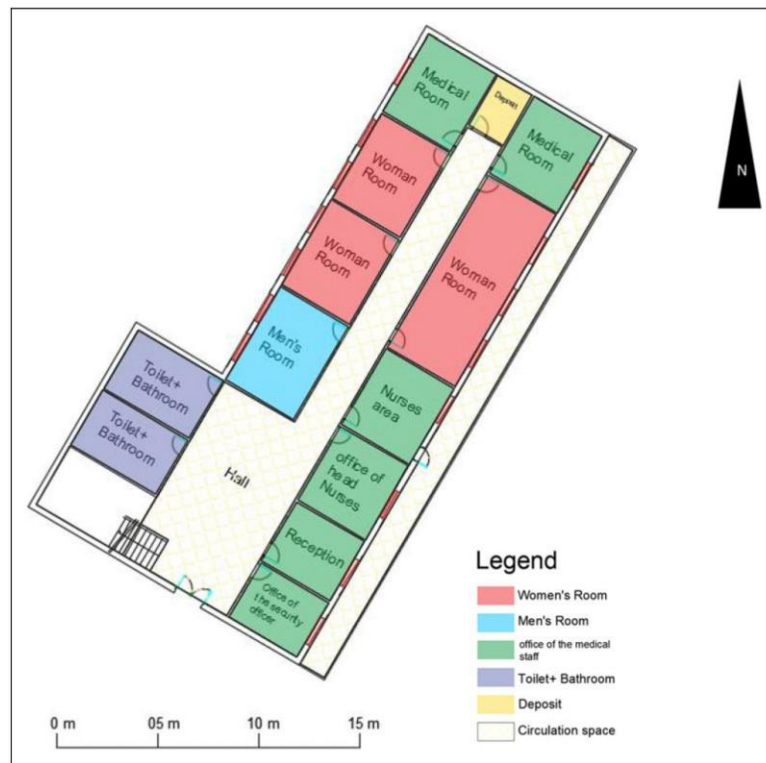 Medical
Room
Deposit
Medical
Room
Woman
Room
Woman
Room
Woman
Room
Men's
Room
Toilet+
Bathroom
Toilet+
Bathroom
Nurses
area
Hall
office of
head
Nurses
Reception
Office of
the security
officer
N
Legend
Women's Room
Men's Room
office of the medical
staff
Toilet+ Bathroom
Deposit
Circulation space
0 m 05 m 10 m 15 m